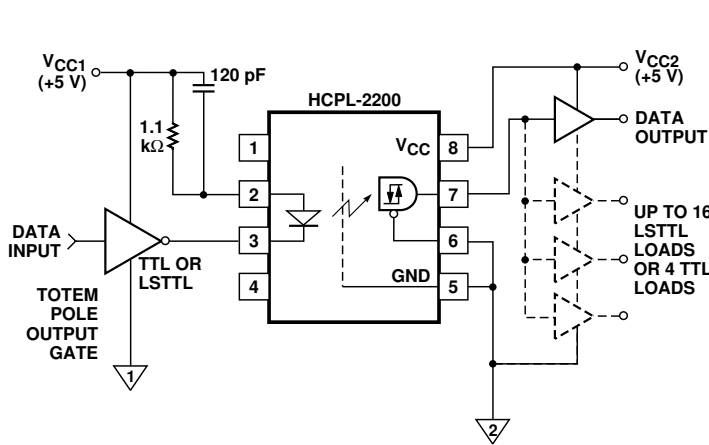 VCC1
(+5 V)
120 pF
1.1
kΩ
DATA
INPUT
TTL OR
LSTTL
TOTEM
POLE
OUTPUT
GATE
1
HCPL-2200
1
2
3
4
VCC
8
7
6
GND
5
VCC2
(+5 V)
DATA
OUTPUT
UP TO 16
LSTTL
LOADS
OR 4 TTL
LOADS
2